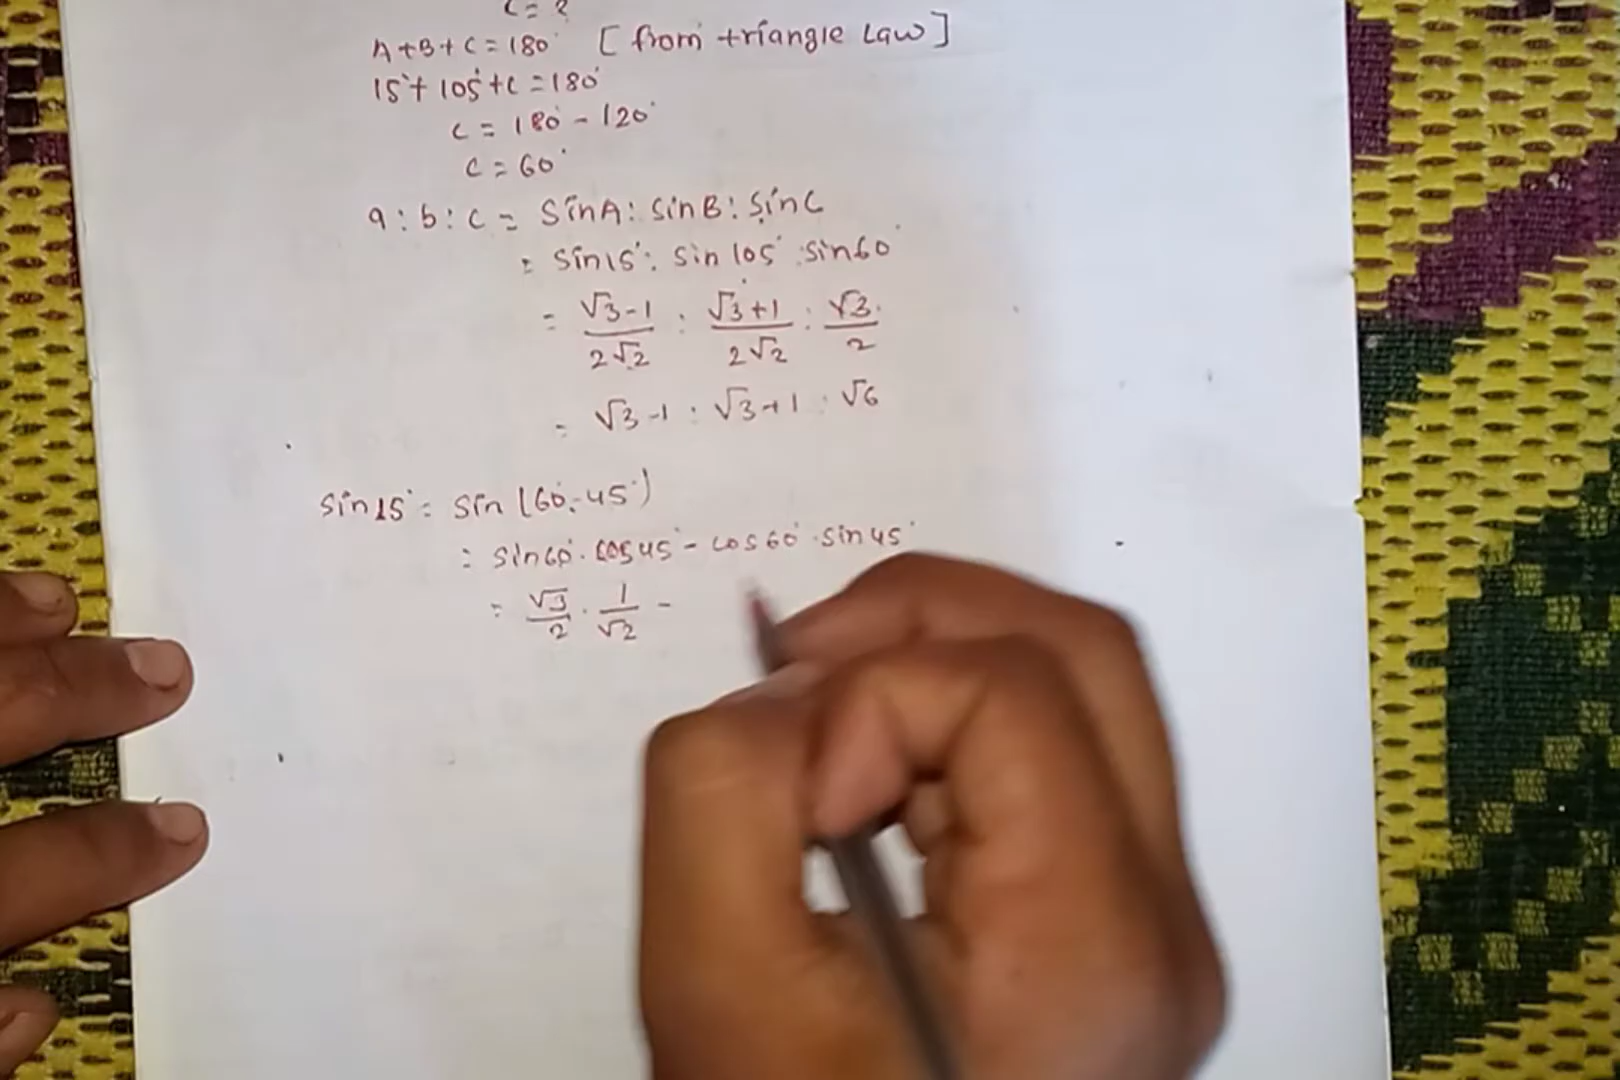 C = ?
A+B+C = 180° [from triangle Law]
15°+105°+C = 180°
C = 180° - 120°
C = 60°
a : b : c = SinA : SinB : SinC
= Sin15° : Sin 105° : Sin60°
= √3-1/2√2 : √3+1/2√2 : √3/2
= √3-1 : √3+1 : √6
Sin15° = Sin(60°-45°)
= Sin60°.cos45° - cos60°.sin45°
= √3/2 . 1/√2 -